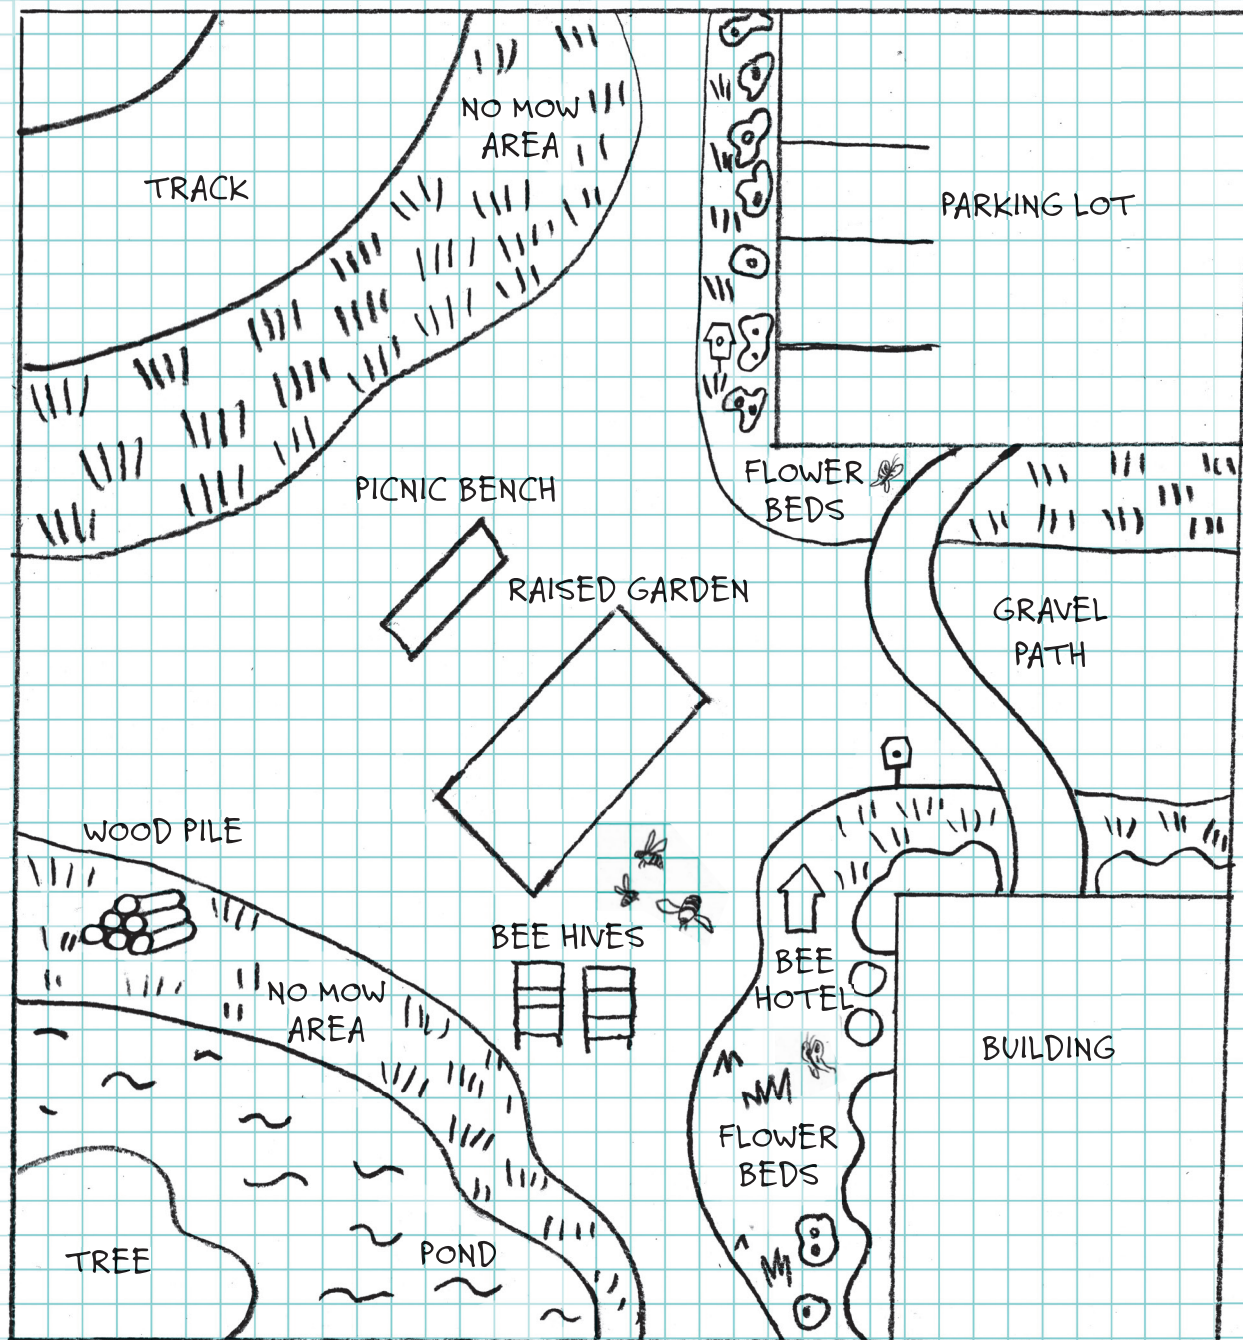 NO MOW
AREA
TRACK
PARKING LOT
FLOWER
BEDS
PICNIC BENCH
RAISED GARDEN
GRAVEL
PATH
WOOD PILE
BEE HIVES
BEE
HOTEL
NO MOW
AREA
BUILDING
FLOWER
BEDS
TREE
POND